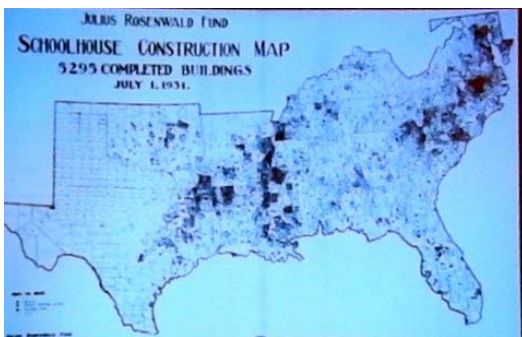 JULIUS ROSENWALD FUND
SCHOOLHOUSE CONSTRUCTION MAP
5295 COMPLETED BUILDINGS
JULY 1, 1931.